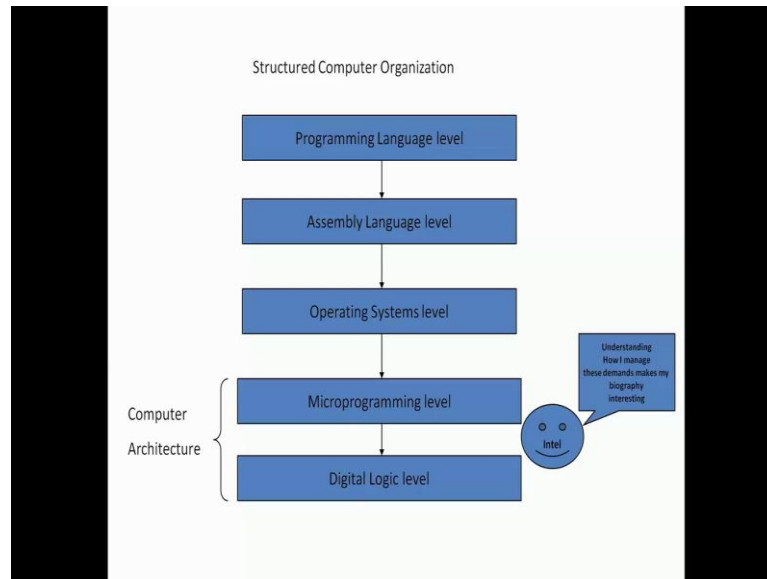 Structured Computer Organization
Programming Language level
Assembly Language level
Operating Systems level
Understanding
How I manage
these demands makes my
biography
interesting
Microprogramming level
Computer
Architecture
Intel
Digital Logic level